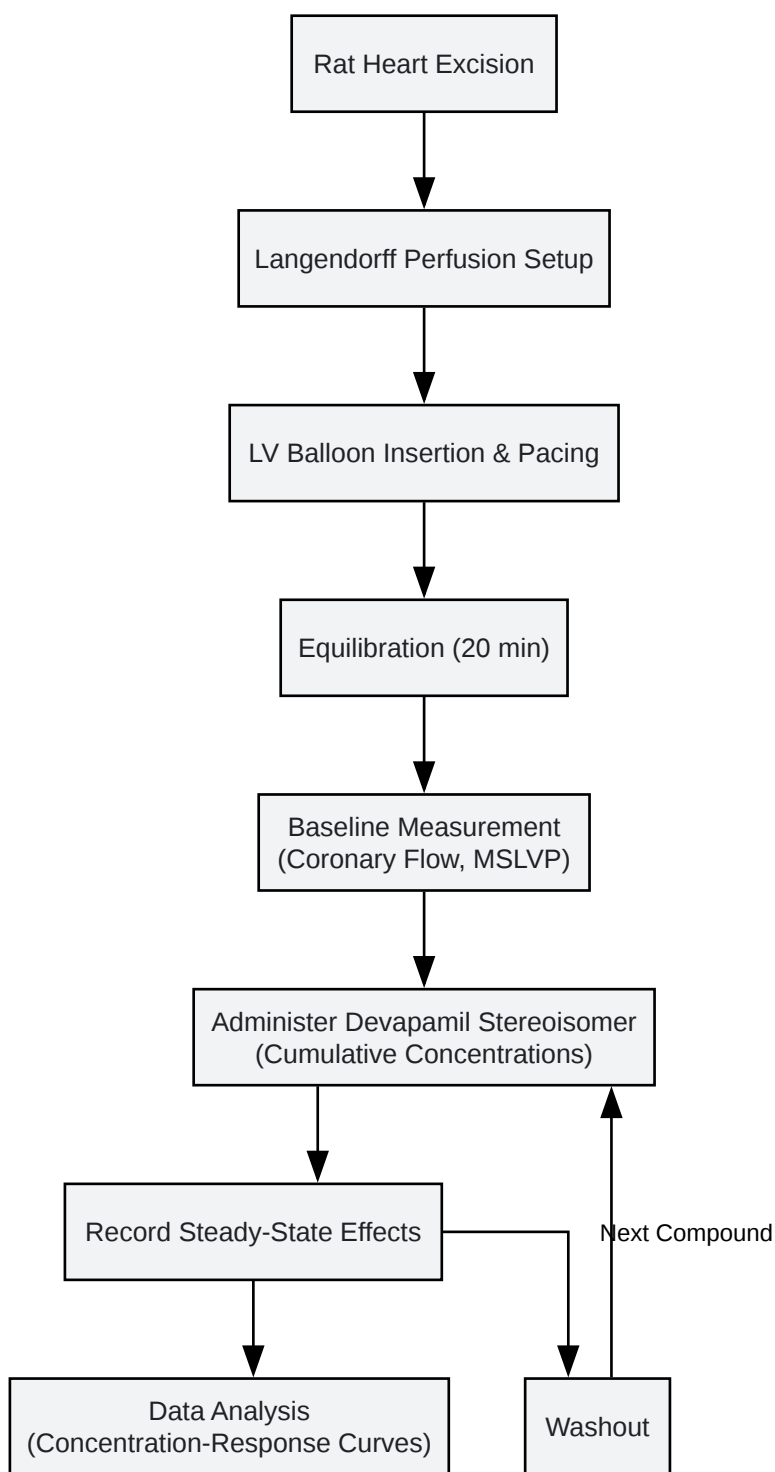 Rat Heart Excision
Langendorff Perfusion Setup
LV Balloon Insertion & Pacing
Equilibration (20 min)
Baseline Measurement
(Coronary Flow, MSLVP)
Administer Devapamil Stereoisomer
(Cumulative Concentrations)
Record Steady-State Effects
Next Compound
Data Analysis
(Concentration-Response Curves)
Washout